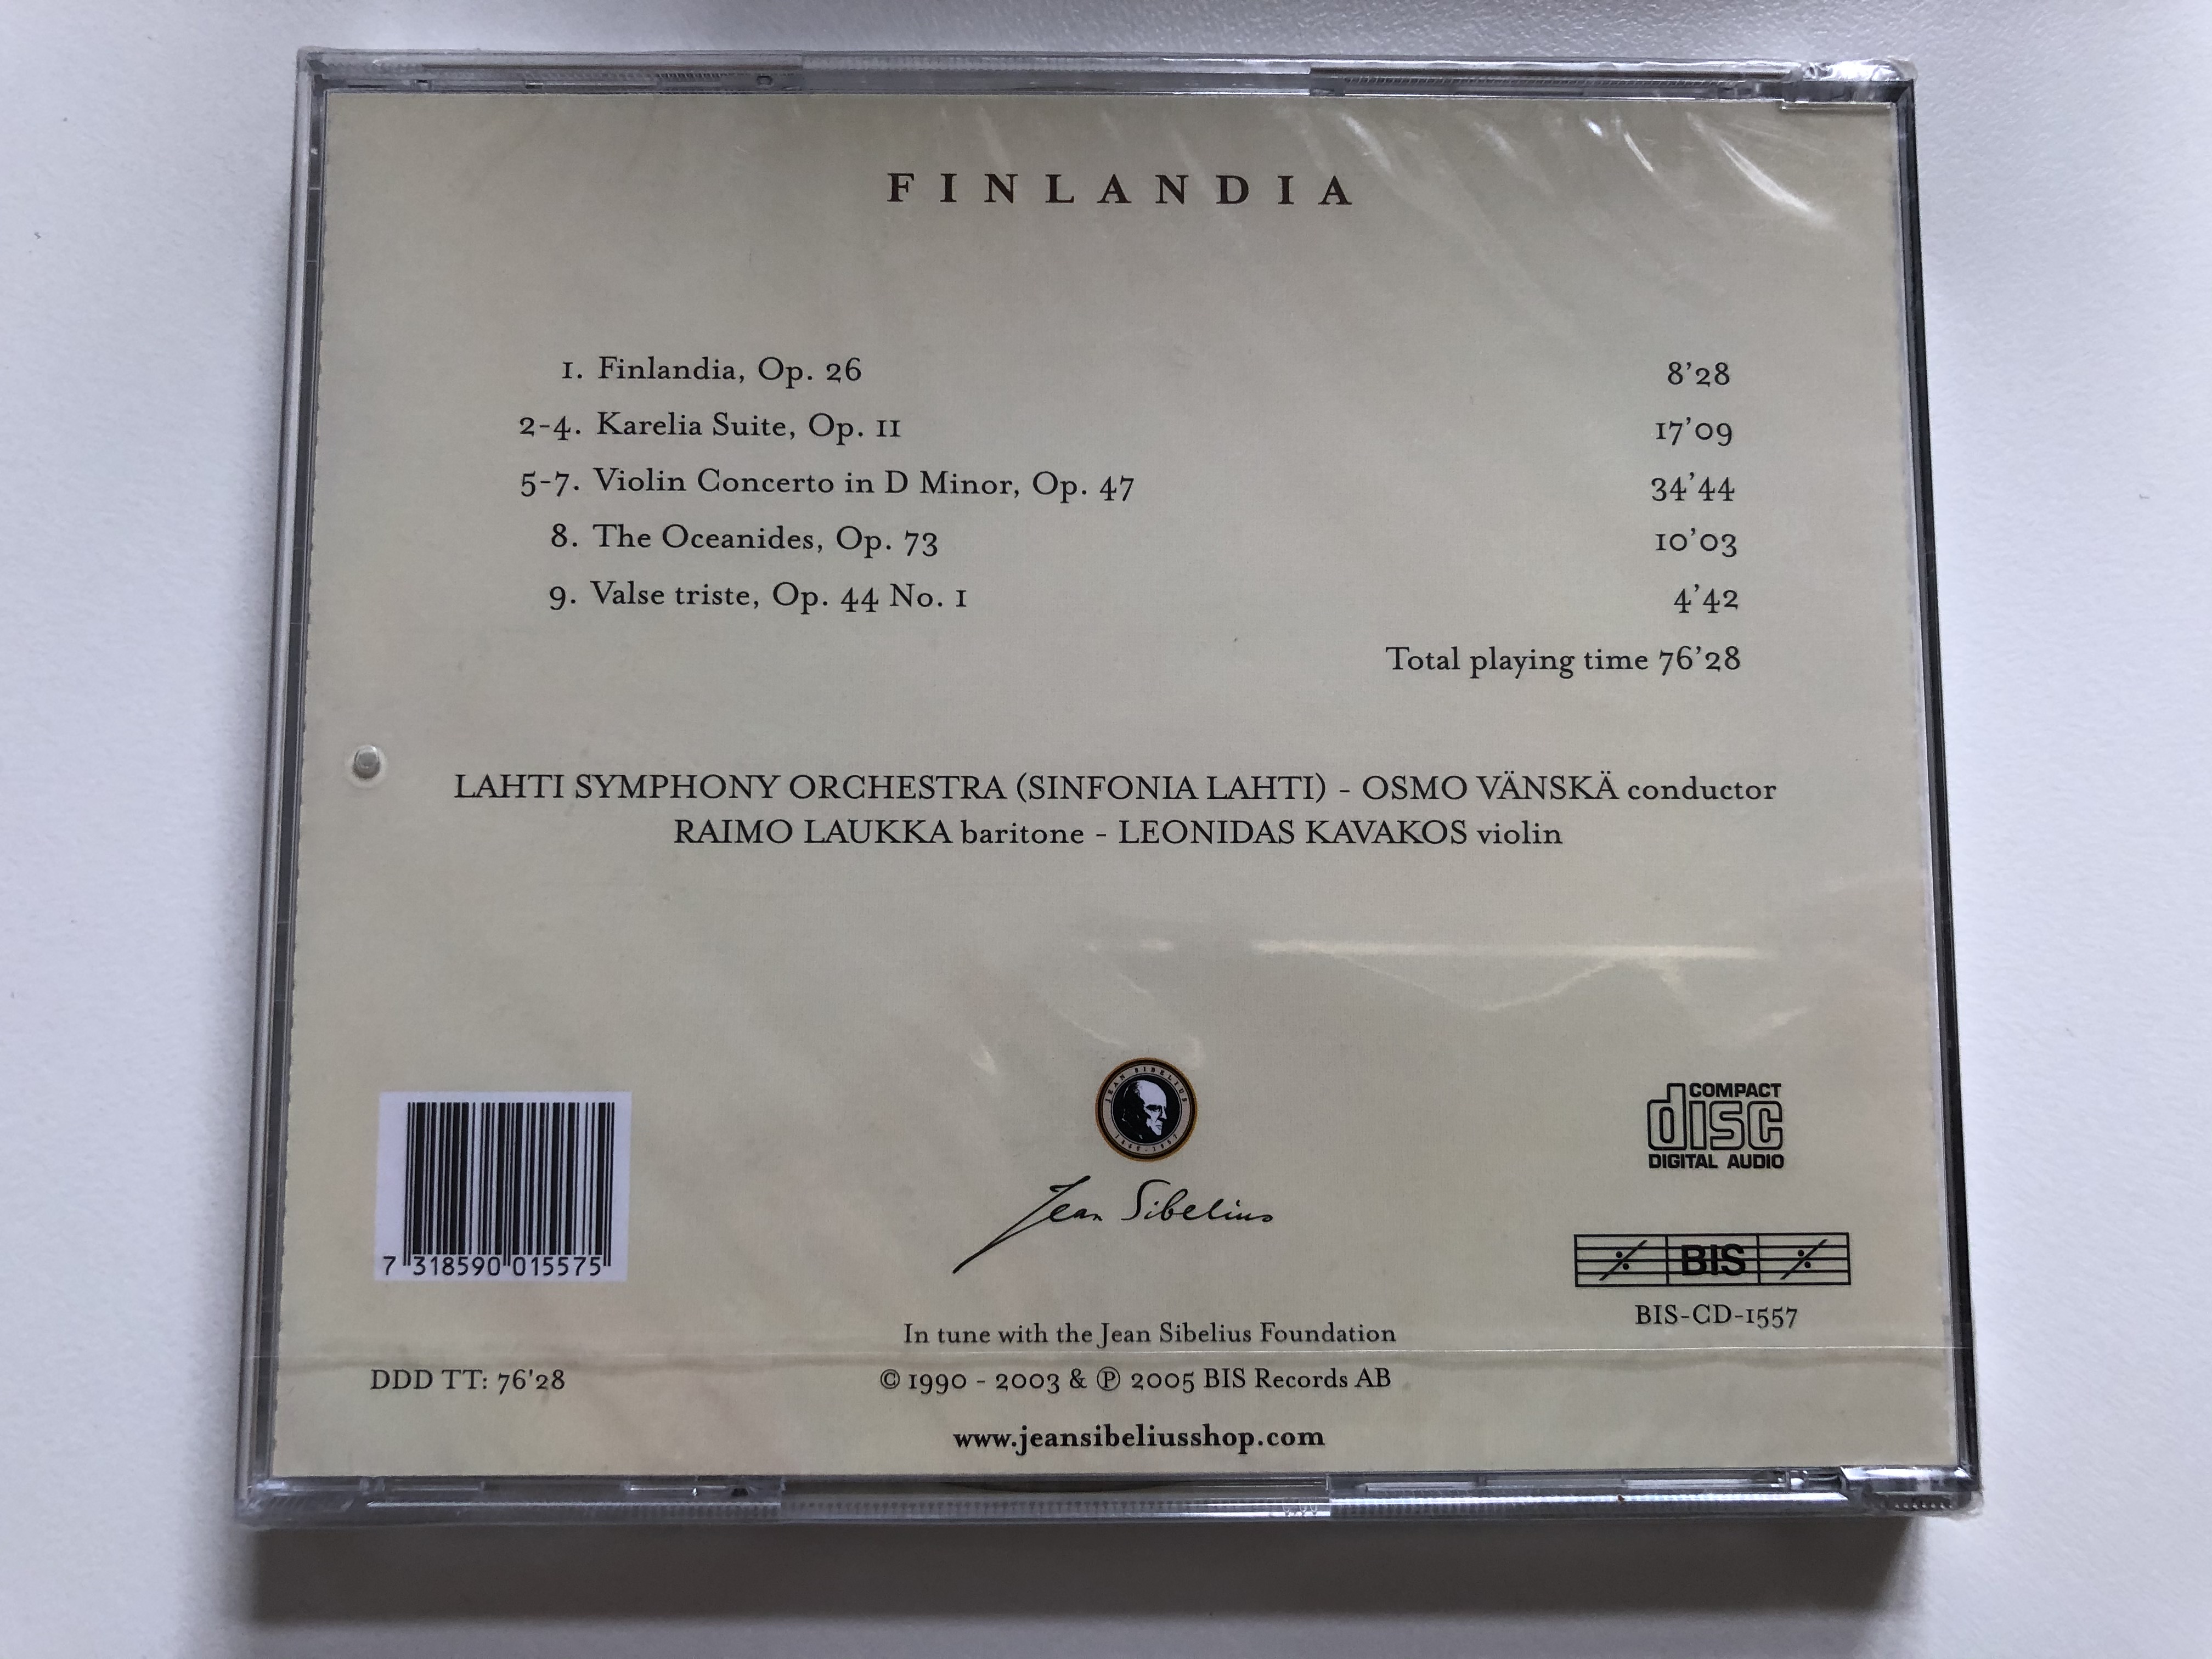 FINLANDIA
1. Finlandia, Op. 26 8'28
2-4. Karelia Suite, Op. 11 17'09
5-7. Violin Concerto in D Minor, Op. 47 34'44
8. The Oceanides, Op. 73 10'03
9. Valse triste, Op. 44 No. 1 4'42
Total playing time 76'28
LAHTI SYMPHONY ORCHESTRA (SINFONIA LAHTI) - OSMO VÄNSKÄ conductor
RAIMO LAUKKA baritone - LEONIDAS KAVAKOS violin
JEAN SIBELIUS
1865-1957
Jean Sibelius
COMPACT
disc
DIGITAL AUDIO
7 318590 015575
BIS
BIS-CD-1557
In tune with the Jean Sibelius Foundation
DDD TT: 76'28
© 1990 - 2003 & ℗ 2005 BIS Records AB
www.jeansibeliusshop.com